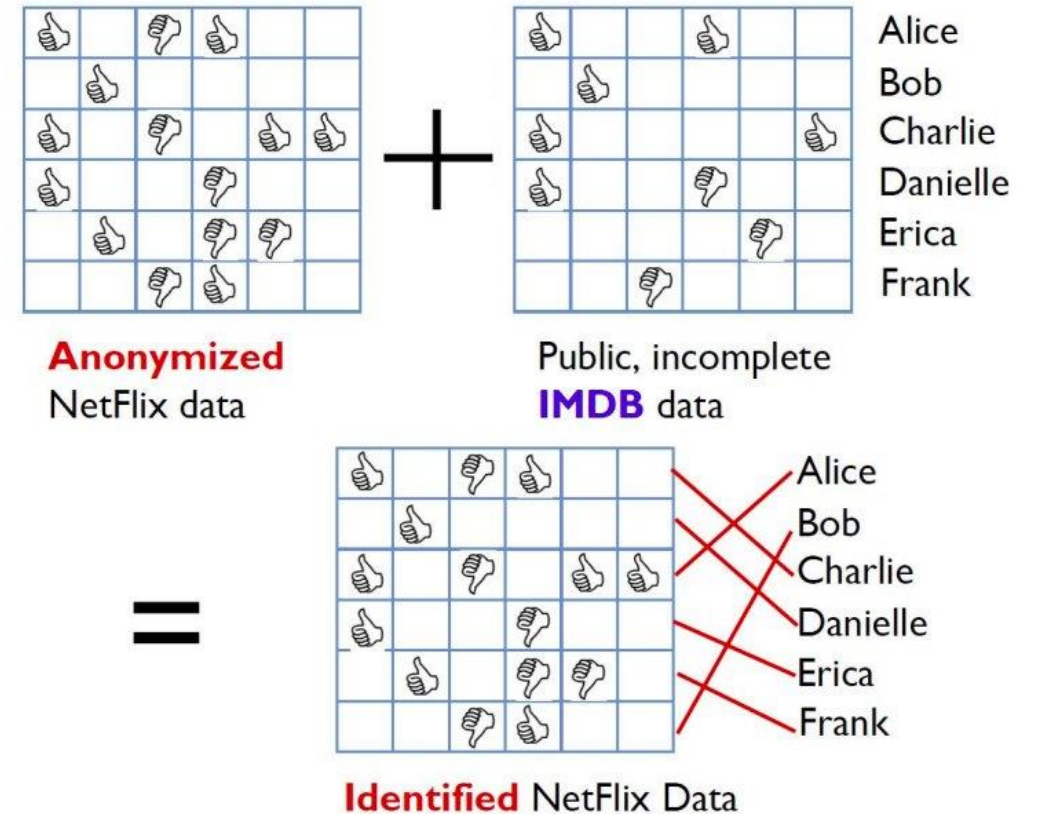 Alice
Bob
Charlie
Danielle
Erica
Frank
Anonymized
NetFlix data
Public, incomplete
IMDB data
Alice
Bob
Charlie
Danielle
Erica
Frank
Identified NetFlix Data